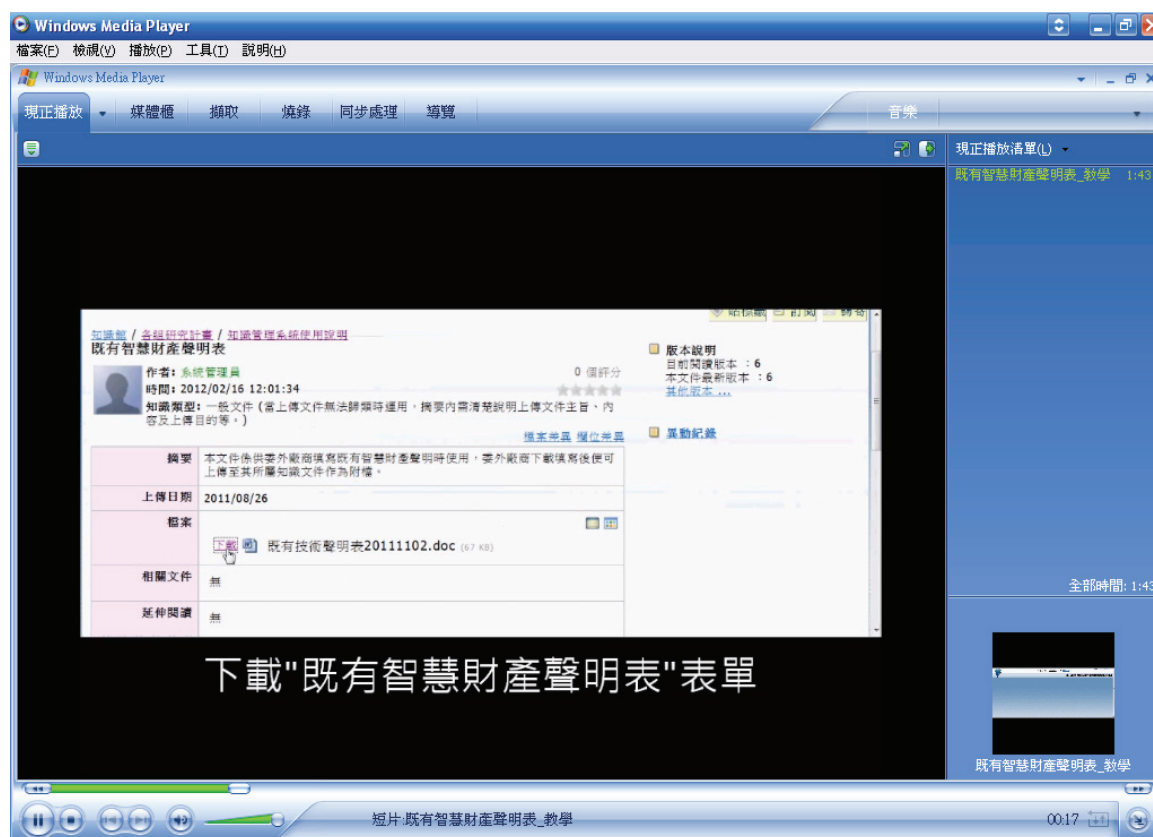 Windows Media Player
檔案(F) 檢視(V) 播放(P) 工具(T) 說明(H)
Windows Media Player
現正播放 媒體櫃 擷取 燒錄 同步處理 導覽 音樂
現正播放清單(L)
既有智慧財產聲明表_教學 1:43
知識館 / 各組研究計畫 / 知識管理系統使用說明
既有智慧財產聲明表
作者: 系統管理員 0 個評分
時間: 2012/02/16 12:01:34
知識類型: 一般文件 (當上傳文件無法歸類時運用,摘要內需清楚說明上傳文件主旨、內
容及上傳目的等。)
檔案差異 欄位差異
版本說明
目前閱讀版本 :6
本文件最新版本 :6
其他版本 ...
異動紀錄
摘要 本文件係供委外廠商填寫既有智慧財產聲明時使用,委外廠商下載填寫後便可
上傳至其所屬知識文件作為附檔。
上傳日期 2011/08/26
檔案
下載 既有技術聲明表20111102.doc (67 KB)
相關文件 無
延伸閱讀 無
全部時間: 1:43
下載"既有智慧財產聲明表"表單
既有智慧財產聲明表_教學
短片:既有智慧財產聲明表_教學 00:17